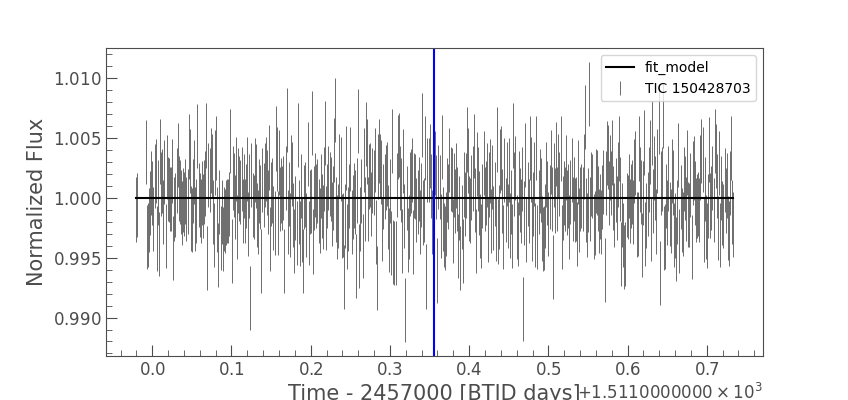 1.010
1.005
1.000
0.995
0.990
Normalized Flux
fit_model
TIC 150428703
0.0 0.1 0.2 0.3 0.4 0.5 0.6 0.7
Time - 2457000 [BTJD days]
+1.5110000000 × 10³